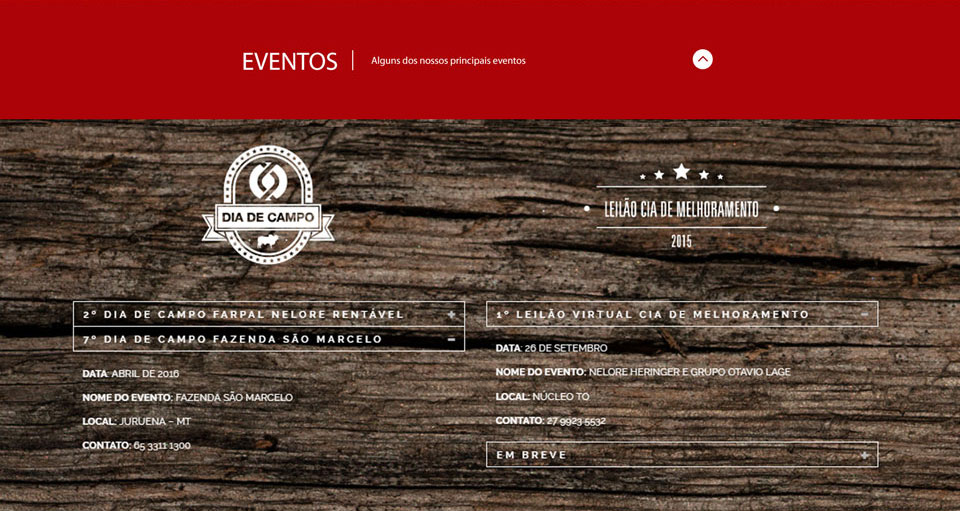 EVENTOS
Alguns dos nossos principais eventos
DIA DE CAMPO
LEILÃO CIA DE MELHORAMENTO
2015
2º DIA DE CAMPO FARPAL NELORE RENTÁVEL
7º DIA DE CAMPO FAZENDA SÃO MARCELO
DATA: ABRIL DE 2016
NOME DO EVENTO: FAZENDA SÃO MARCELO
LOCAL: JURUENA – MT
CONTATO: 65 3311 1300
1º LEILÃO VIRTUAL CIA DE MELHORAMENTO
DATA: 26 DE SETEMBRO
NOME DO EVENTO: NELORE HERINGER E GRUPO OTAVIO LAGE
LOCAL: NÚCLEO TO
CONTATO: 27 9923 5532
EM BREVE